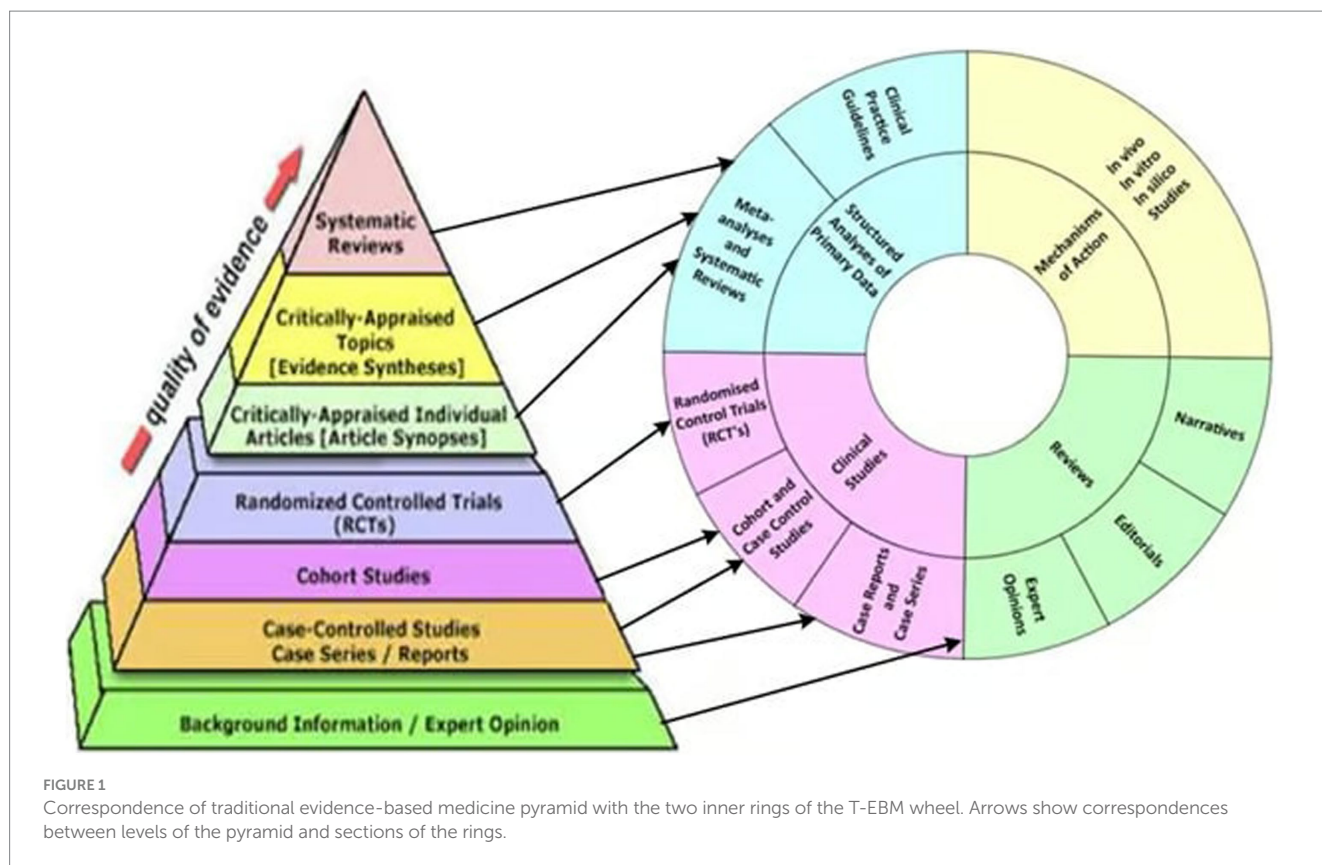 quality of evidence
Systematic
Reviews
Critically-Appraised
Topics
[Evidence Syntheses]
Critically-Appraised Individual
Articles [Article Synopses]
Randomized Controlled Trials
(RCTs)
Cohort Studies
Case-Controlled Studies
Case Series / Reports
Background Information / Expert Opinion
Clinical
Practice
Guidelines
Meta-
analyses
and
Systematic
Reviews
Structured
Analyses of
Primary Data
In vivo
In vitro
In silico
Studies
Mechanisms
of Action
Randomised
Control Trials
(RCT's)
Cohort and
Case Control
Studies
Case Reports
and
Case Series
Clinical
Studies
Reviews
Narratives
Editorials
Expert
Opinions
FIGURE 1
Correspondence of traditional evidence-based medicine pyramid with the two inner rings of the T-EBM wheel. Arrows show correspondences
between levels of the pyramid and sections of the rings.